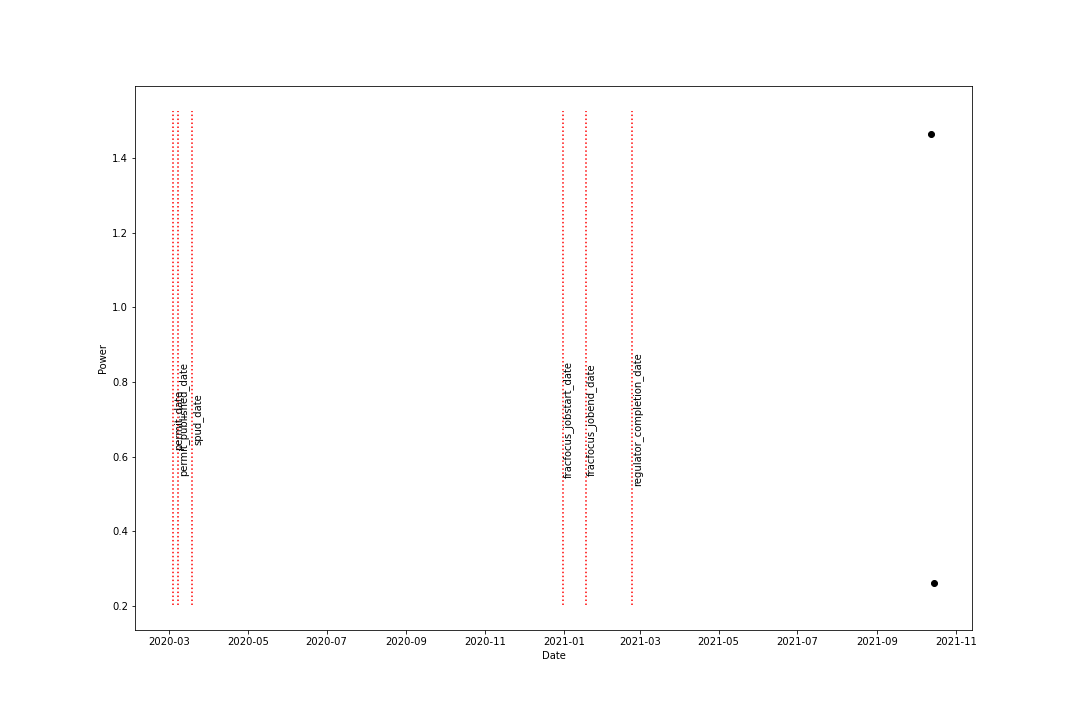 1.4
1.2
1.0
0.8
0.6
0.4
0.2
Power
permit_date
permit_published_date
spud_date
fracfocus_jobstart_date
fracfocus_jobend_date
regulator_completion_date
2020-03
2020-05
2020-07
2020-09
2020-11
2021-01
2021-03
2021-05
2021-07
2021-09
2021-11
Date